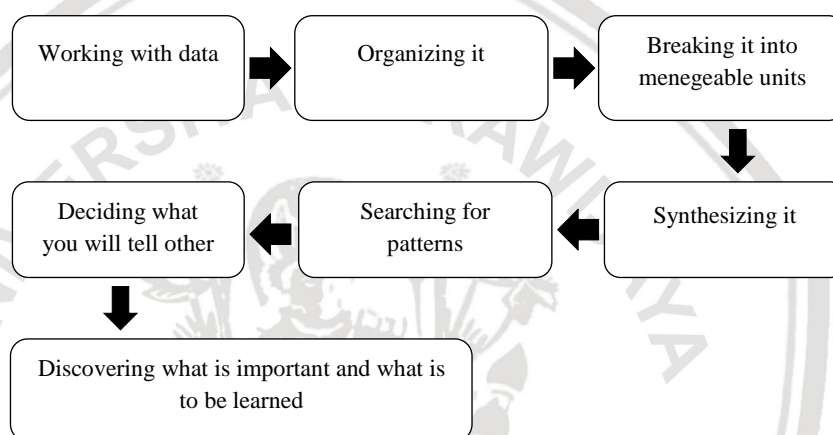 Working with data
Organizing it
Breaking it into
menegeable units
Synthesizing it
Searching for
patterns
Deciding what
you will tell other
Discovering what is important and what is
to be learned